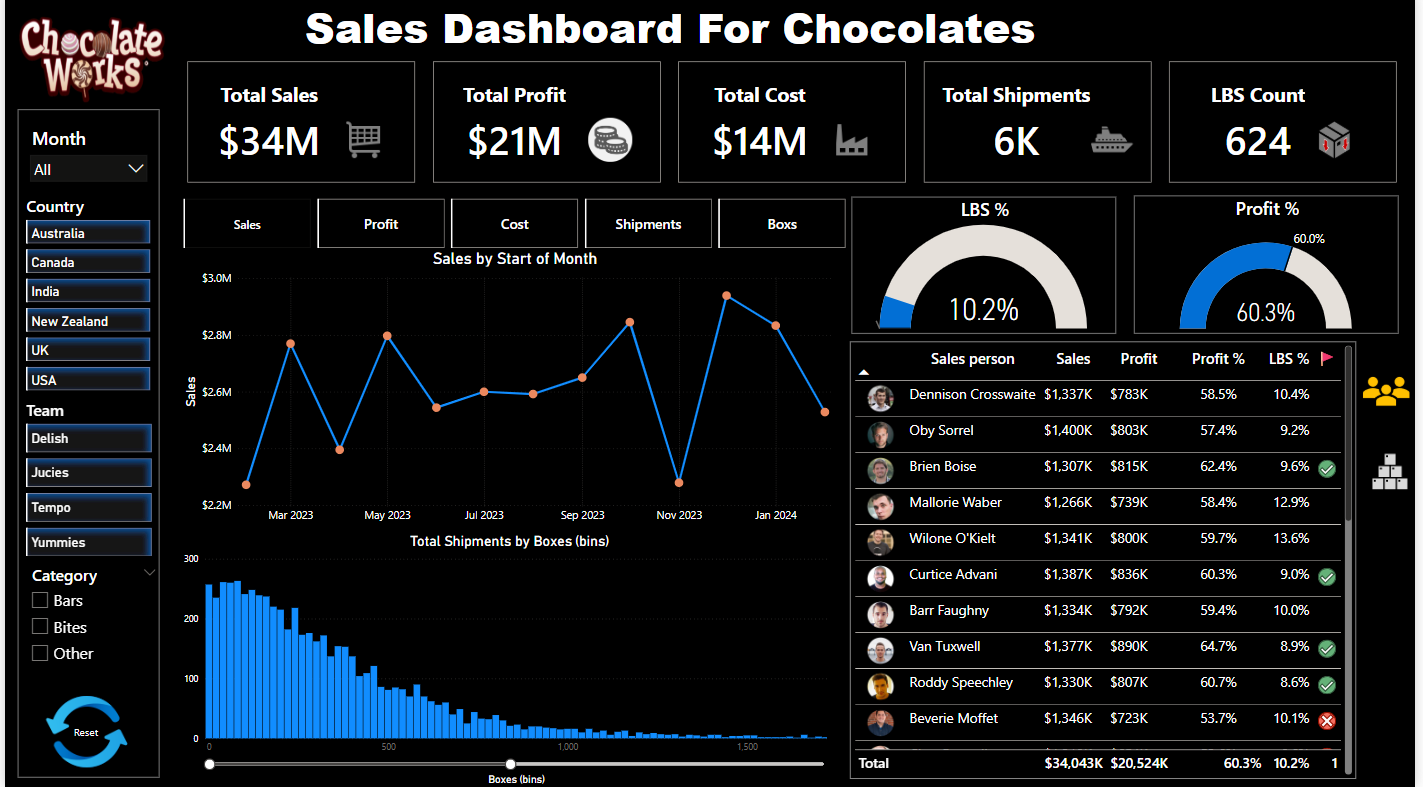 Chocolate
Works
Sales Dashboard For Chocolates
Total Sales
$34M
Total Profit
$21M
Total Cost
$14M
Total Shipments
6K
LBS Count
624
Month
All
Country
Australia
Canada
India
New Zealand
UK
USA
Team
Delish
Jucies
Tempo
Yummies
Category
Bars
Bites
Other
Reset
Sales Profit Cost Shipments Boxs
Sales by Start of Month
Sales
$3.0M
$2.8M
$2.6M
$2.4M
$2.2M
Mar 2023 May 2023 Jul 2023 Sep 2023 Nov 2023 Jan 2024
Total Shipments by Boxes (bins)
300
200
100
0
0 500 1,000 1,500
Boxes (bins)
LBS %
10.2%
Profit %
60.0%
60.3%
Sales person Sales Profit Profit % LBS %
Dennison Crosswaite $1,337K $783K 58.5% 10.4%
Oby Sorrel $1,400K $803K 57.4% 9.2%
Brien Boise $1,307K $815K 62.4% 9.6%
Mallorie Waber $1,266K $739K 58.4% 12.9%
Wilone O'Kielt $1,341K $800K 59.7% 13.6%
Curtice Advani $1,387K $836K 60.3% 9.0%
Barr Faughny $1,334K $792K 59.4% 10.0%
Van Tuxwell $1,377K $890K 64.7% 8.9%
Roddy Speechley $1,330K $807K 60.7% 8.6%
Beverie Moffet $1,346K $723K 53.7% 10.1%
Total $34,043K $20,524K 60.3% 10.2% 1